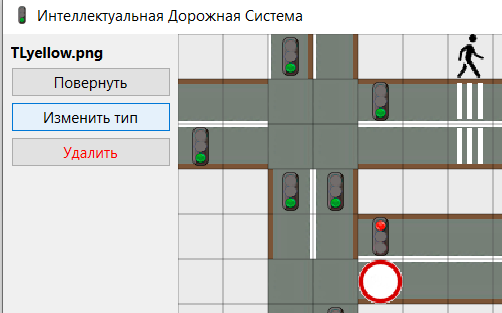 Интеллектуальная Дорожная Система
TLyellow.png
Повернуть
Изменить тип
Удалить